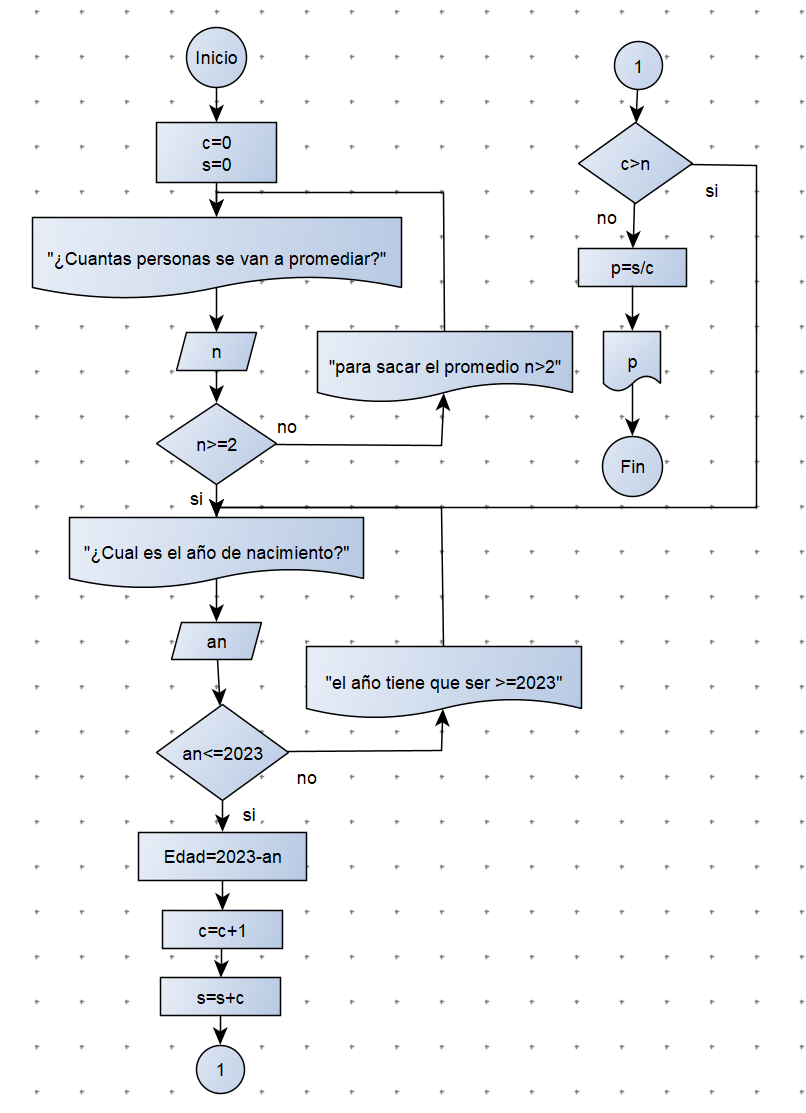 Inicio
c=0
s=0
"¿Cuantas personas se van a promediar?"
n
"para sacar el promedio n>2"
n>=2
no
si
"¿Cual es el año de nacimiento?"
an
"el año tiene que ser >=2023"
an<=2023
no
si
Edad=2023-an
c=c+1
s=s+c
1
1
c>n
si
no
p=s/c
p
Fin